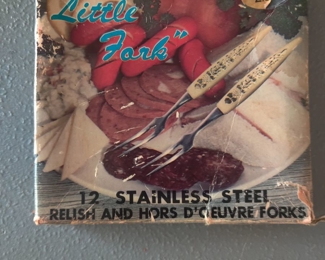 Little
Fork"
12 STAINLESS STEEL
RELISH AND HORS D'OEUVRE FORKS